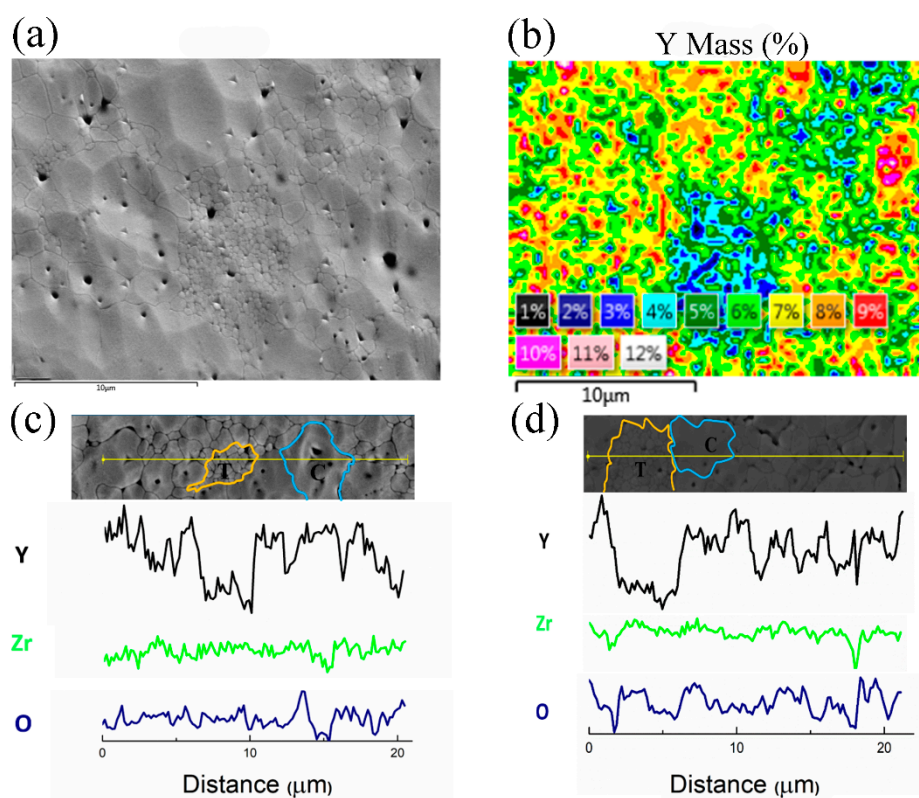 (a)
(b)
Y Mass (%)
1% 2% 3% 4% 5% 6% 7% 8% 9%
10% 11% 12%
10μm
10μm
(c)
(d)
T C
T C
Y
Zr
O
0 10 20
Distance (μm)
Y
Zr
O
0 10 20
Distance (μm)